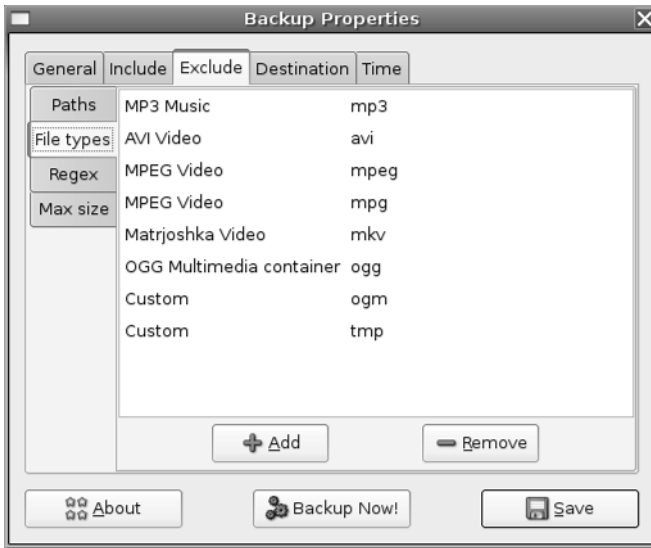 Backup Properties
General Include Exclude Destination Time
Paths
File types
Regex
Max size
MP3 Music mp3
AVI Video avi
MPEG Video mpeg
MPEG Video mpg
Matrjoshka Video mkv
OGG Multimedia container ogg
Custom ogm
Custom tmp
Add Remove
About Backup Now! Save